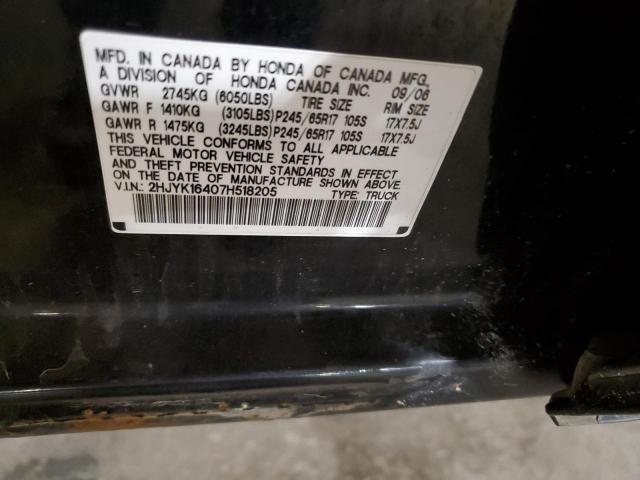 MFD. IN CANADA BY HONDA OF CANADA MFG.
A DIVISION OF HONDA CANADA INC. 09/06
GVWR 2745KG (6050LBS) TIRE SIZE RIM SIZE
GAWR F 1410KG (3105LBS) P245/65R17 105S 17X7.5J
GAWR R 1475KG (3245LBS) P245/65R17 105S 17X7.5J
THIS VEHICLE CONFORMS TO ALL APPLICABLE
FEDERAL MOTOR VEHICLE SAFETY
AND THEFT PREVENTION STANDARDS IN EFFECT
ON THE DATE OF MANUFACTURE SHOWN ABOVE.
V.I.N.: 2HJYK16407H518205 TYPE: TRUCK